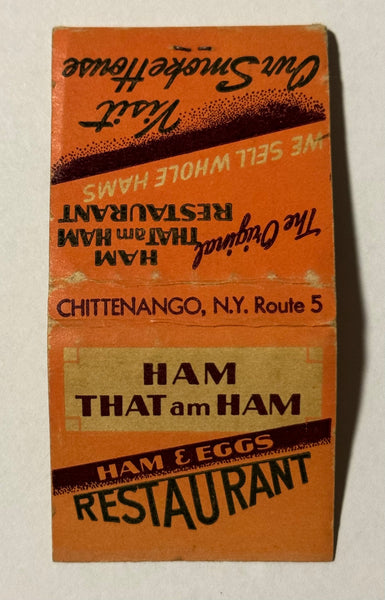 Visit
Our Smoke House
WE SELL WHOLE HAMS
The Original
HAM
THAT am HAM
RESTAURANT
CHITTENANGO, N.Y. Route 5
HAM
THAT am HAM
HAM & EGGS
RESTAURANT